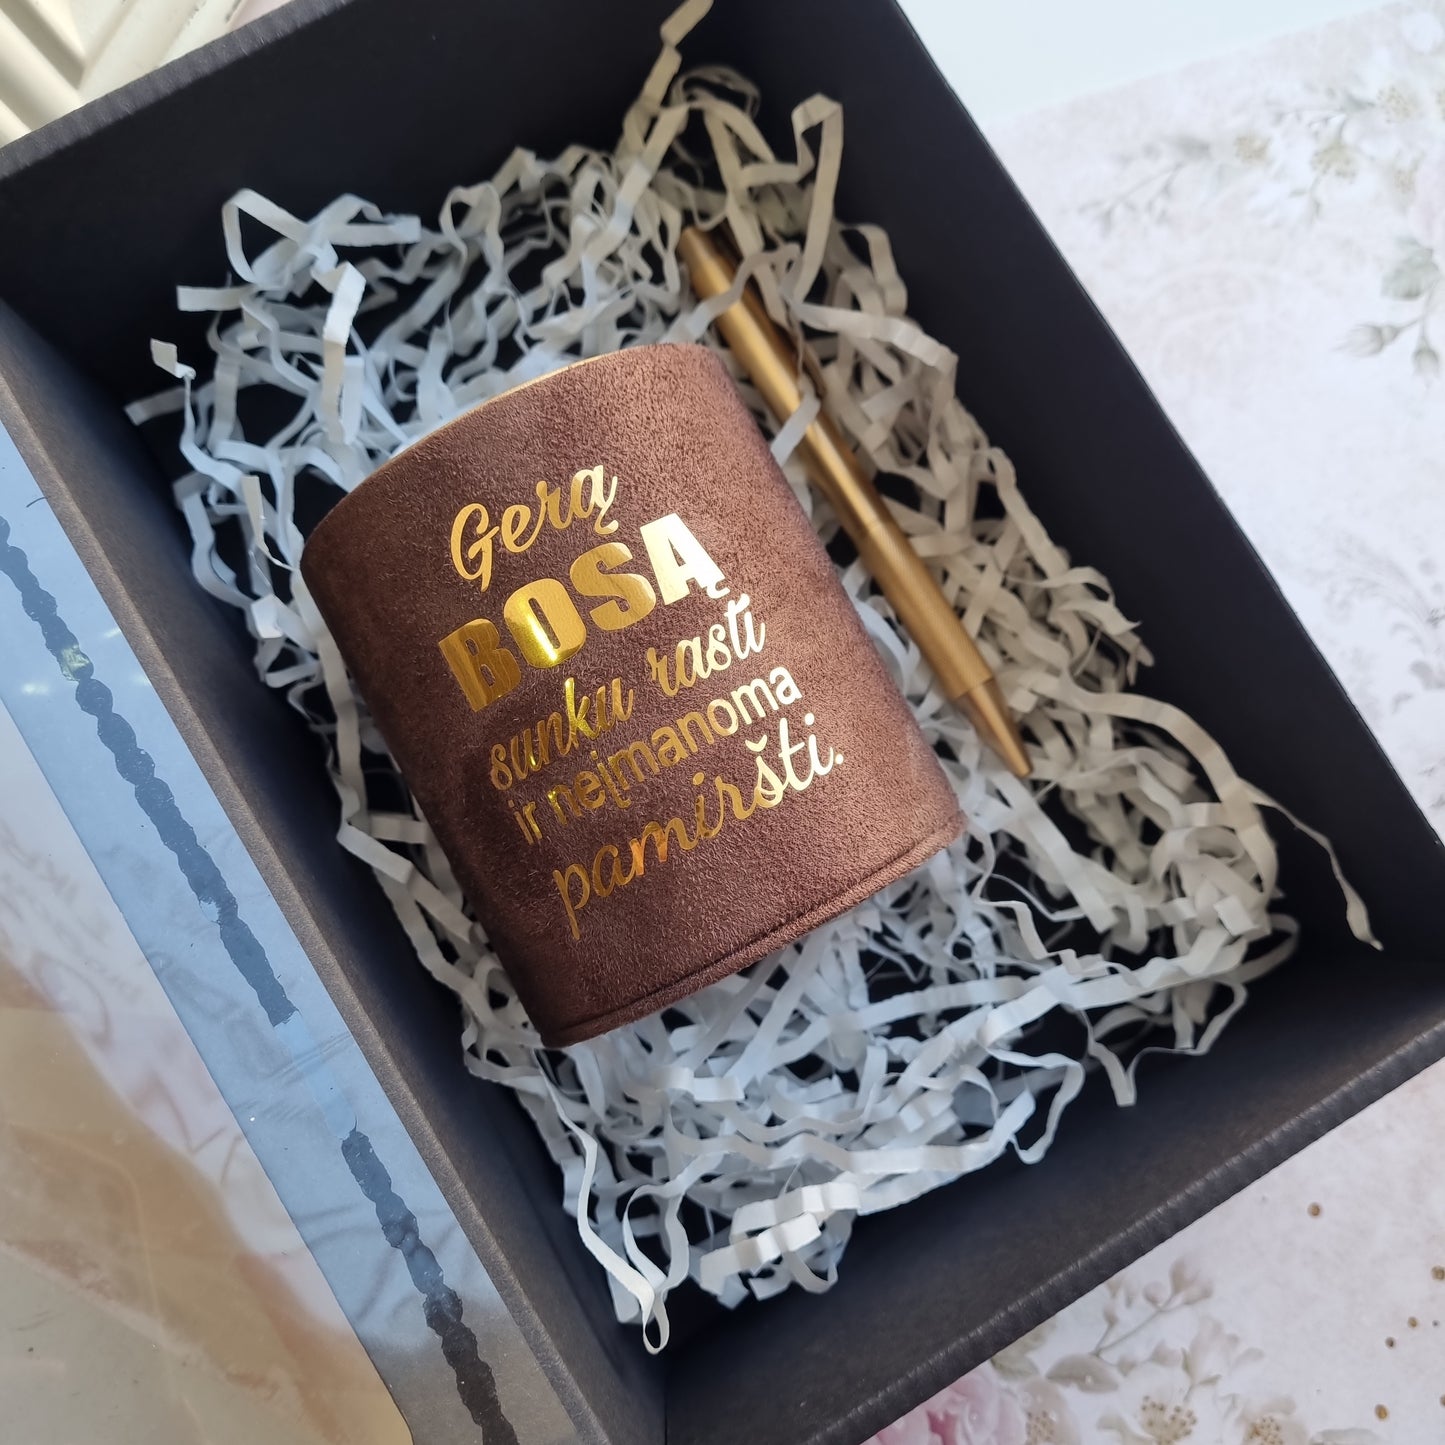 Gerą
BOSĄ
sunku rasti
ir neįmanoma
pamiršti.